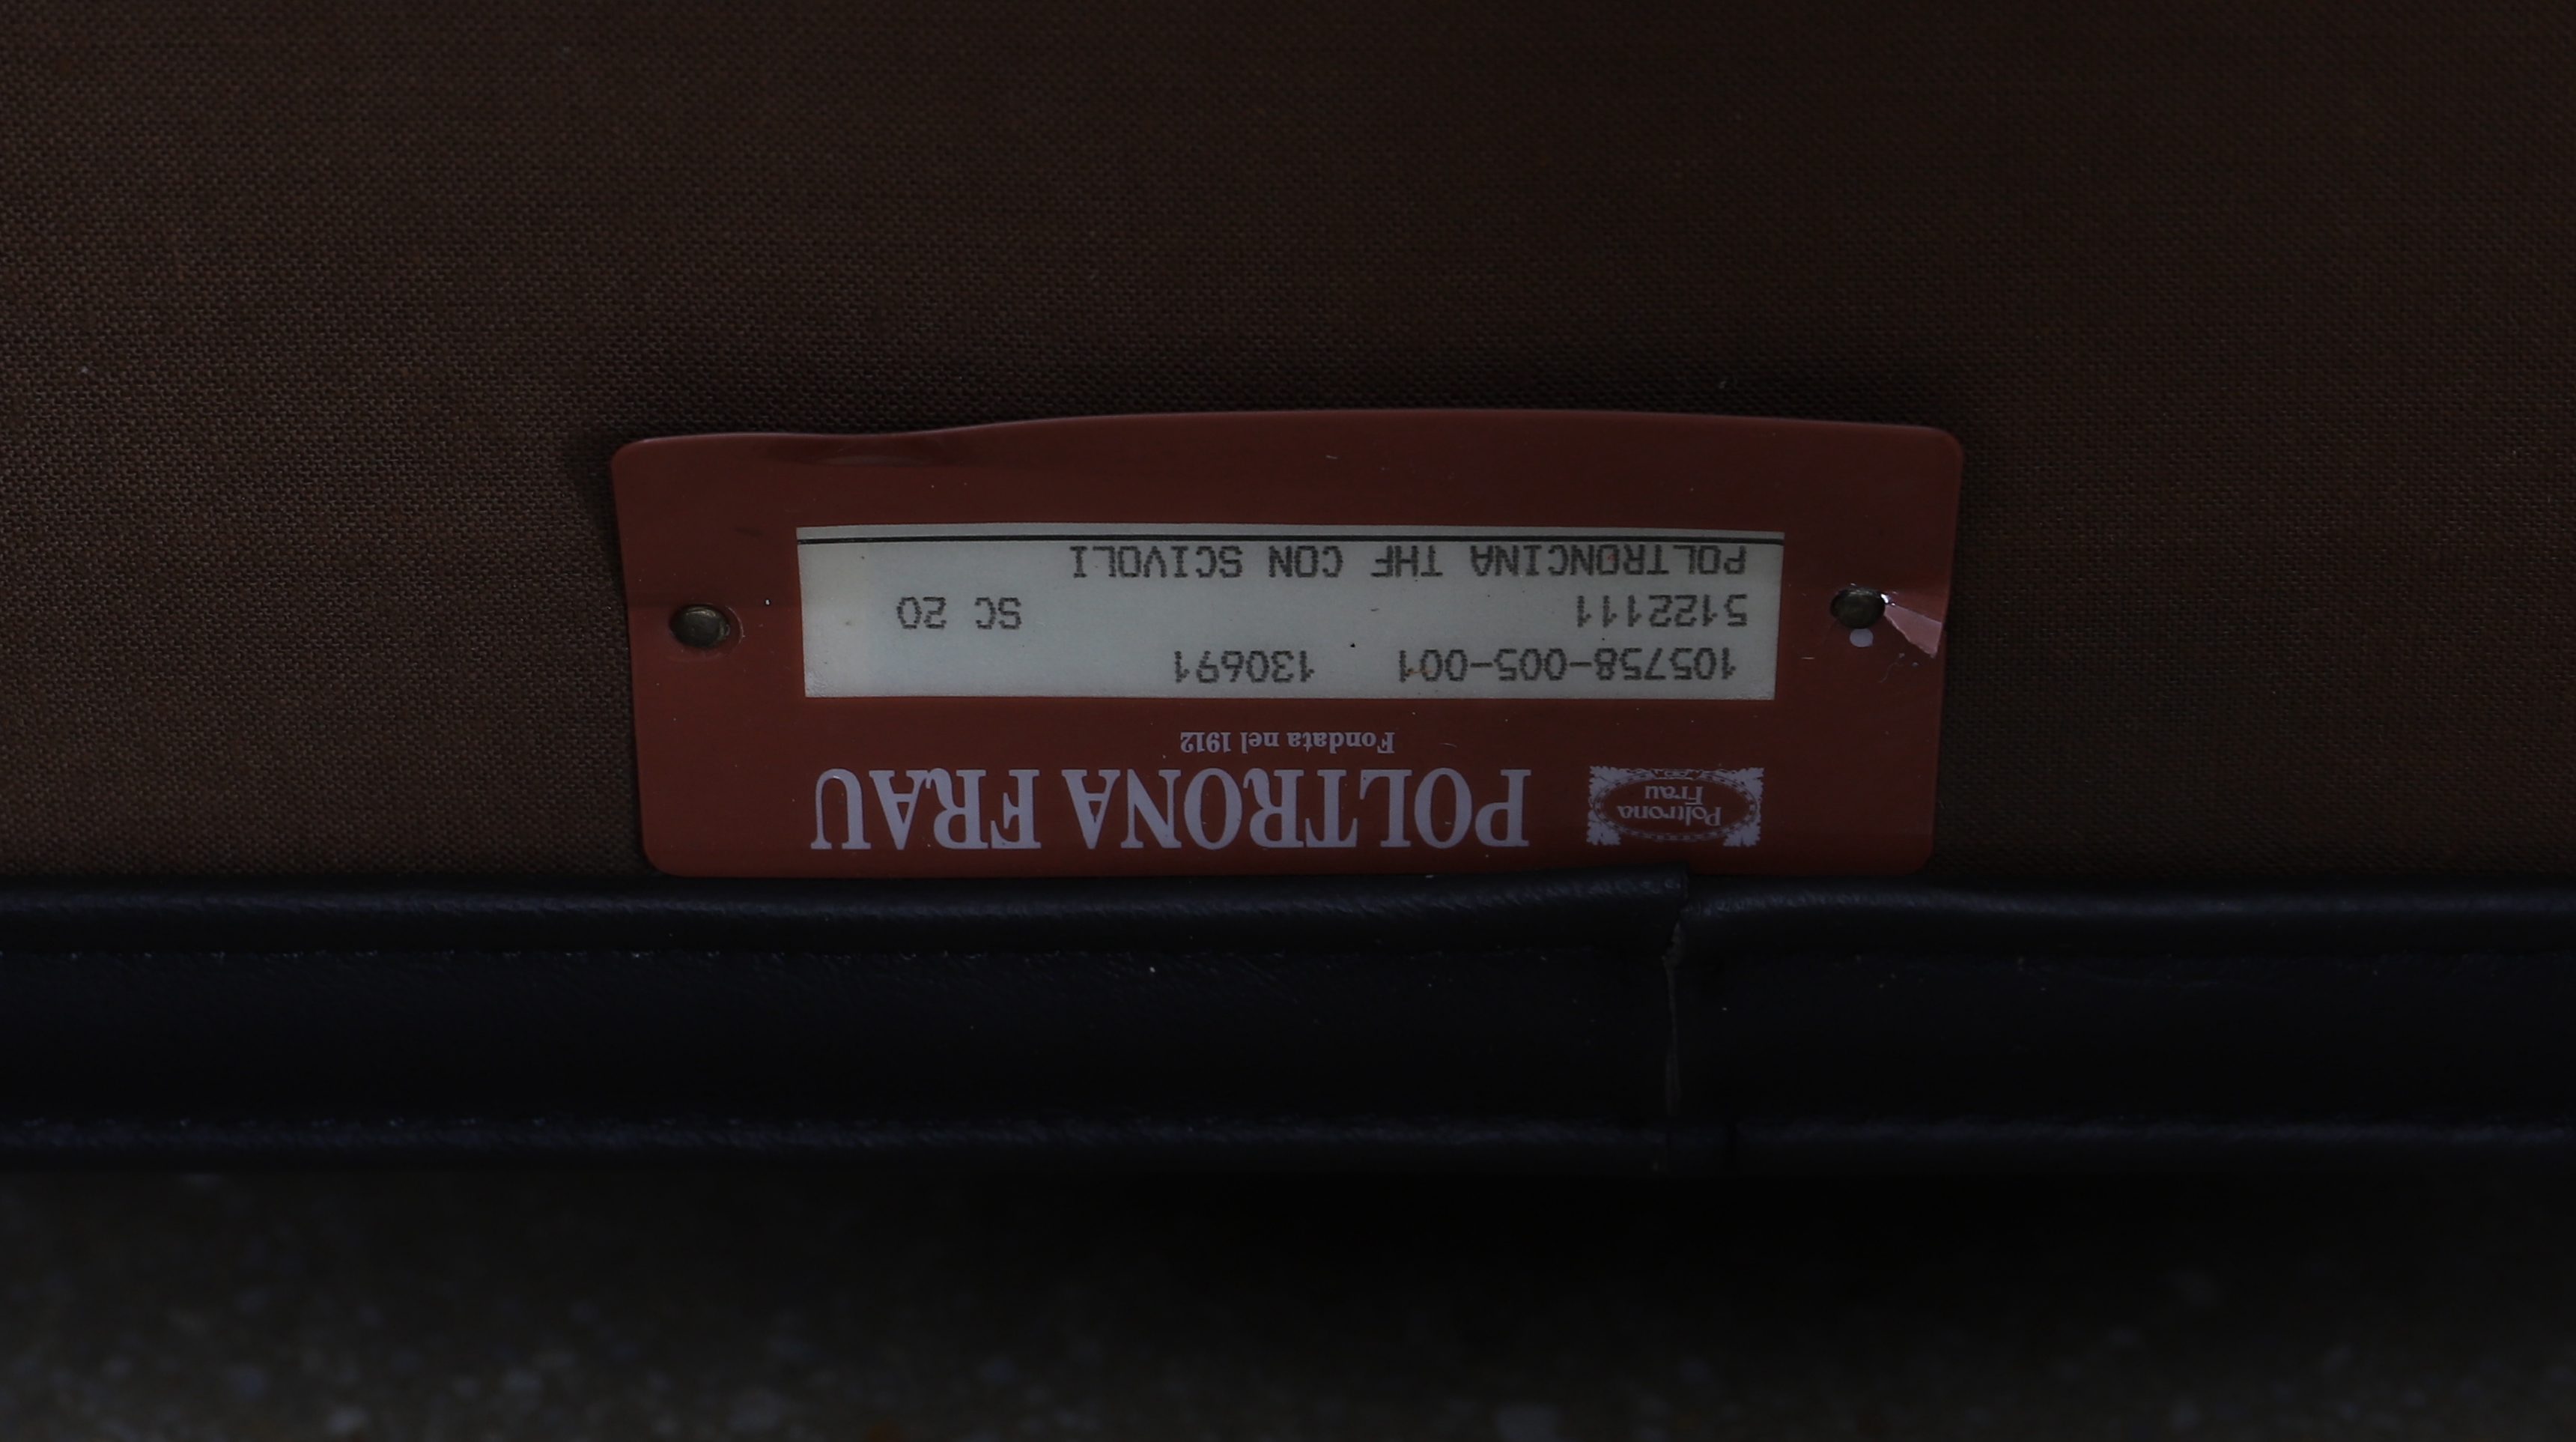 Poltrona
Frau
POLTRONA FRAU
Fondata nel 1912
105758-005-001 130691
5122111 SC 20
POLTRONCINA THF CON SCIVOLI